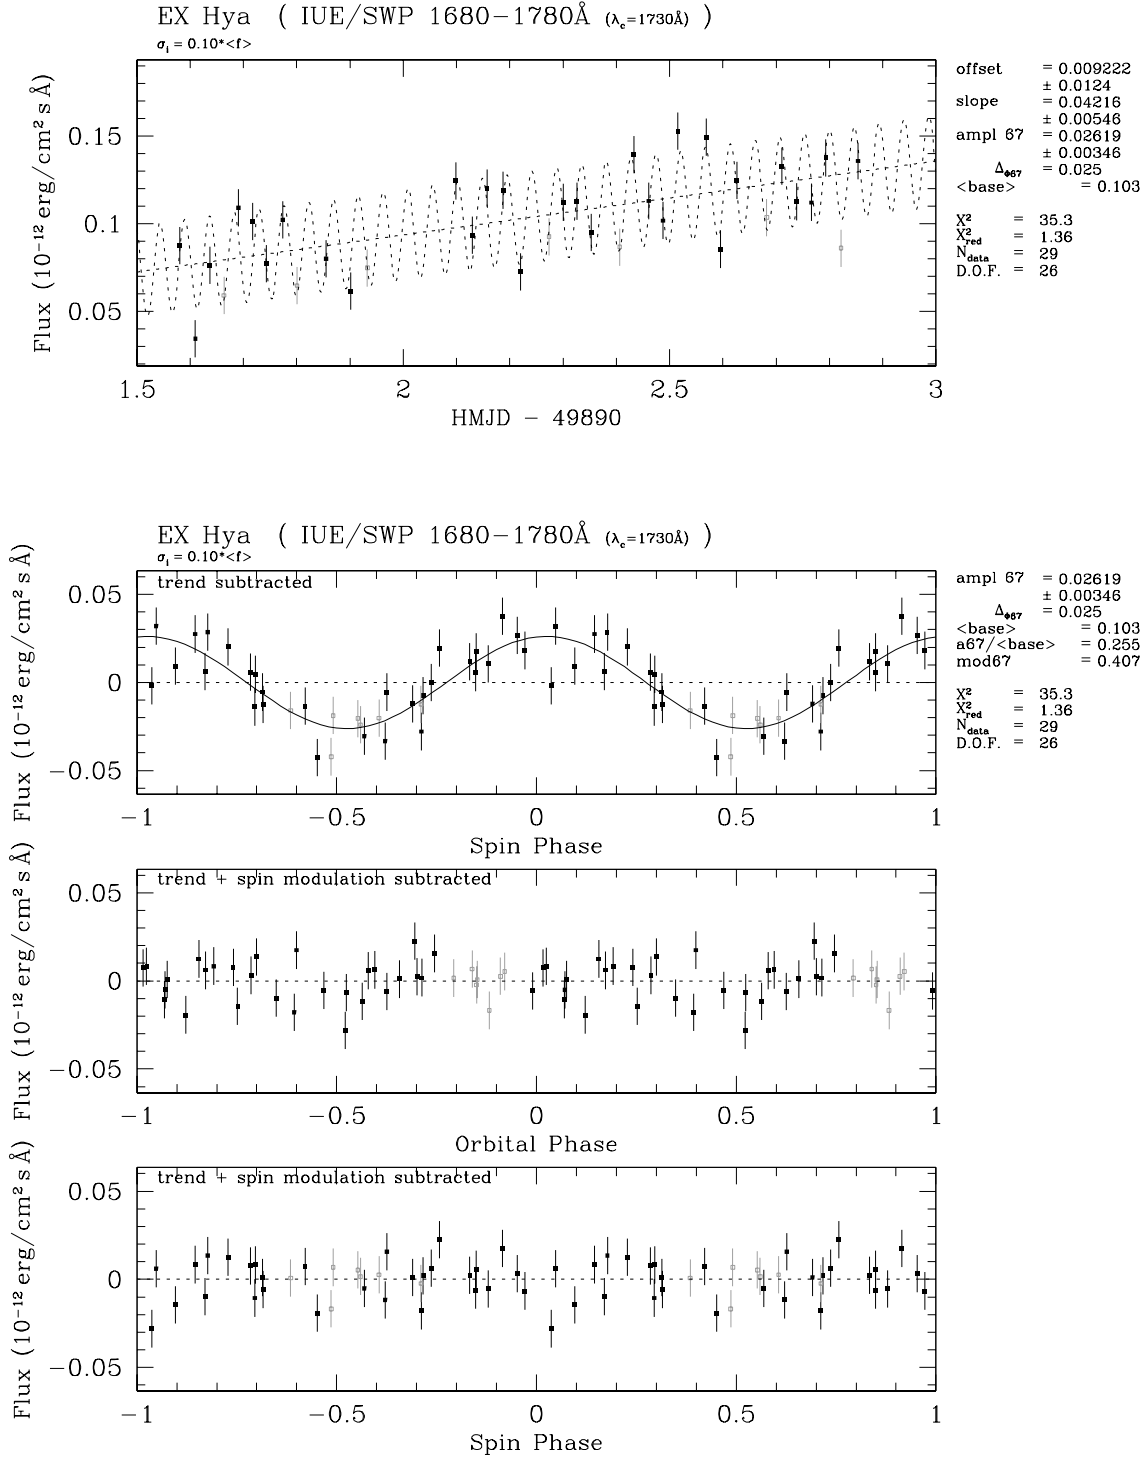 EX Hya ( IUE/SWP 1680−1780Å (λc=1730Å) )
σi = 0.10*<f>
Flux (10−12 erg/cm2 s Å)
0.15
0.1
0.05
1.5 2 2.5 3
HMJD − 49890
offset = 0.009222
± 0.0124
slope = 0.04216
± 0.00546
ampl 67 = 0.02619
± 0.00346
ΔΦ67 = 0.025
<base> = 0.103
X2 = 35.3
X2red = 1.36
Ndata = 29
D.O.F. = 26
EX Hya ( IUE/SWP 1680−1780Å (λc=1730Å) )
σi = 0.10*<f>
trend subtracted
Flux (10−12 erg/cm2 s Å)
0.05
0
−0.05
−1 −0.5 0 0.5 1
Spin Phase
ampl 67 = 0.02619
± 0.00346
ΔΦ67 = 0.025
<base> = 0.103
a67/<base> = 0.255
mod67 = 0.407
X2 = 35.3
X2red = 1.36
Ndata = 29
D.O.F. = 26
trend + spin modulation subtracted
Flux (10−12 erg/cm2 s Å)
0.05
0
−0.05
−1 −0.5 0 0.5 1
Orbital Phase
trend + spin modulation subtracted
Flux (10−12 erg/cm2 s Å)
0.05
0
−0.05
−1 −0.5 0 0.5 1
Spin Phase